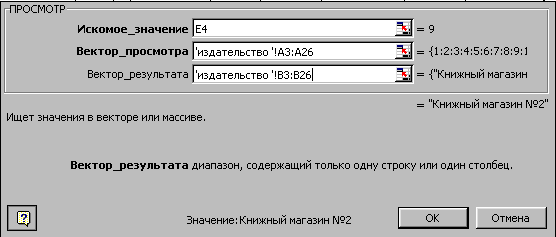 ПРОСМОТР
Искомое_значение E4 = 9
Вектор_просмотра 'издательство '!A3:A26 = {1:2:3:4:5:6:7:8:9:1
Вектор_результата 'издательство '!B3:B26 = {"Книжный магазин
= "Книжный магазин №2"
Ищет значения в векторе или массиве.
Вектор_результата диапазон, содержащий только одну строку или один столбец.
Значение:Книжный магазин №2 OK Отмена